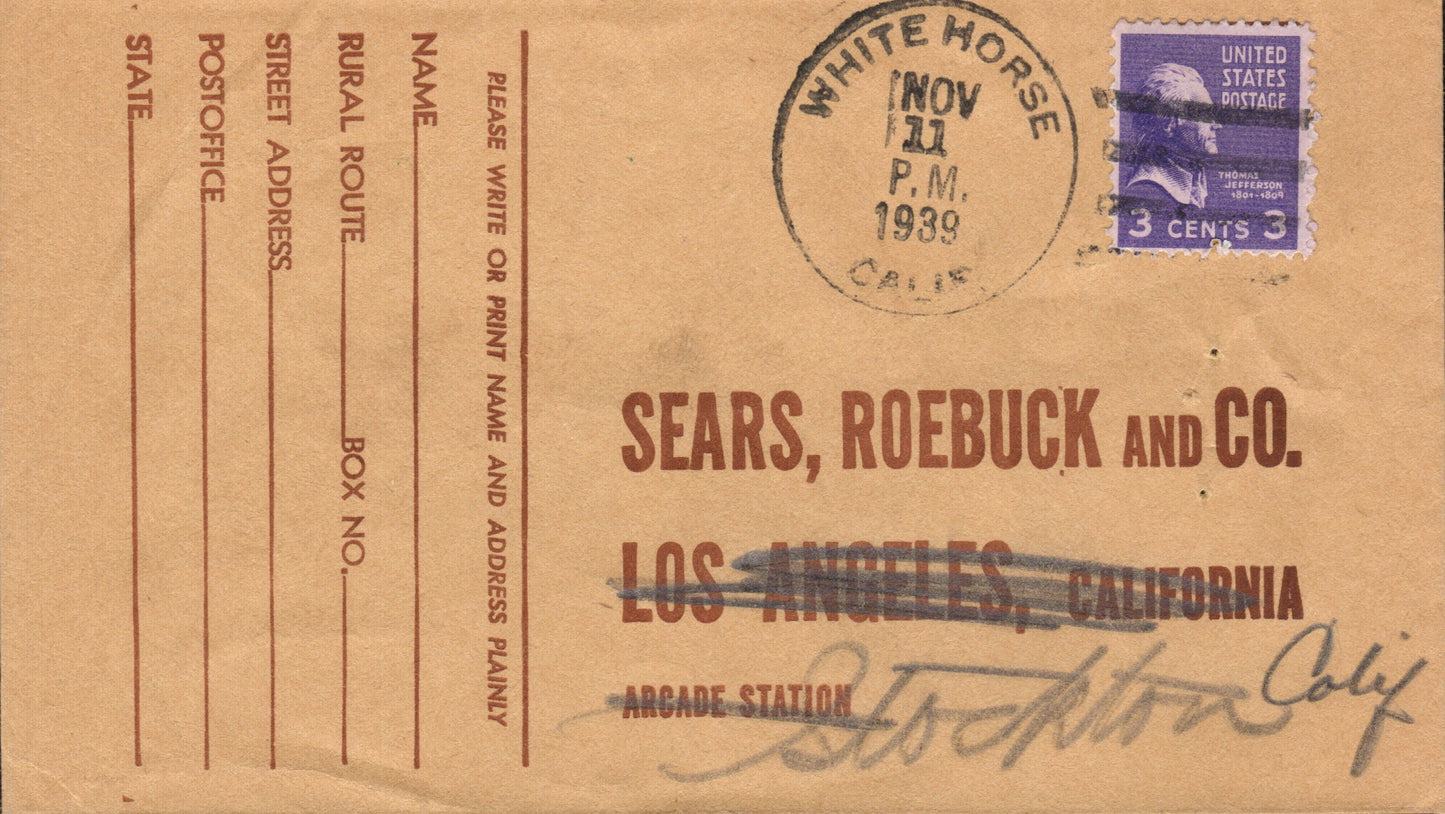 WHITE HORSE
NOV
11
P.M.
1939
CALIF.
UNITED
STATES
POSTAGE
THOMAS
JEFFERSON
1801-1809
3 CENTS 3
PLEASE WRITE OR PRINT NAME AND ADDRESS PLAINLY
NAME
RURAL ROUTE BOX NO.
STREET ADDRESS
POSTOFFICE
STATE
SEARS, ROEBUCK AND CO.
LOS ANGELES, CALIFORNIA
ARCADE STATION
Stockton Calif